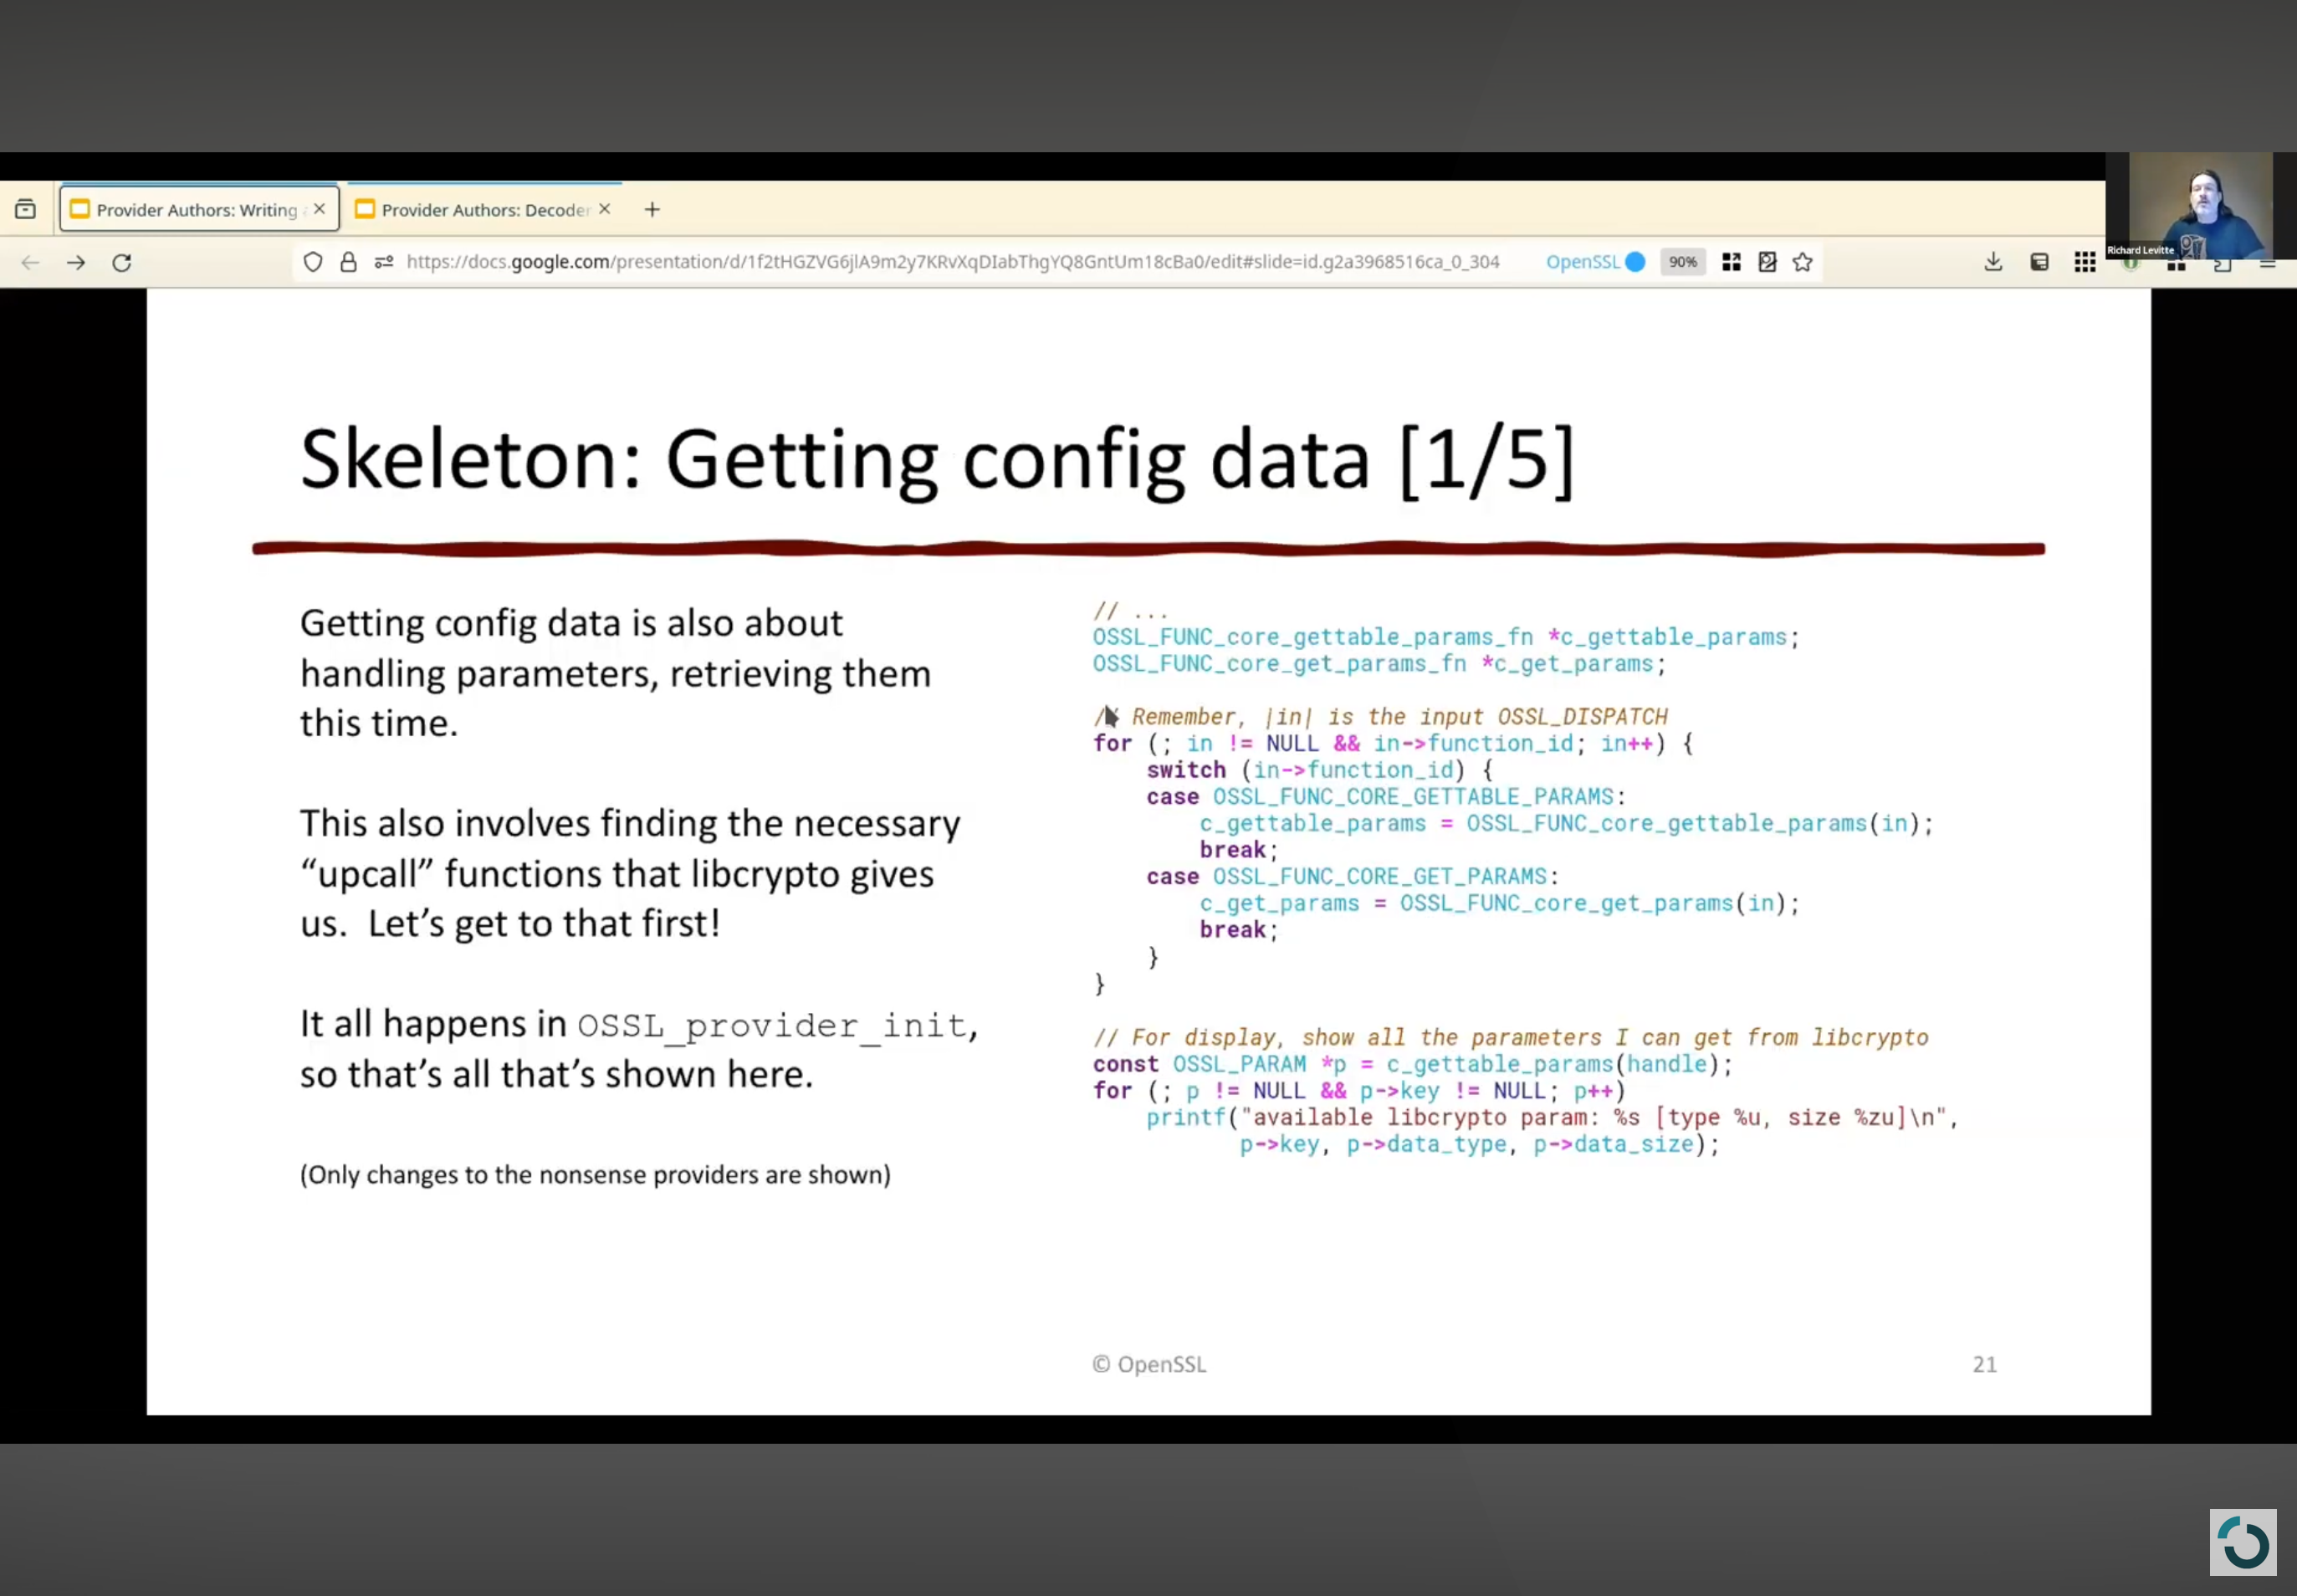 Provider Authors: Writing
Provider Authors: Decoder
https://docs.google.com/presentation/d/1f2tHGZVG6jlA9m2y7KRvXqDIabThgYQ8GntUm18cBa0/edit#slide=id.g2a3968516ca_0_304
OpenSSL
90%
Richard Levitte
Skeleton: Getting config data [1/5]
Getting config data is also about
handling parameters, retrieving them
this time.
This also involves finding the necessary
“upcall” functions that libcrypto gives
us. Let’s get to that first!
It all happens in OSSL_provider_init,
so that’s all that’s shown here.
(Only changes to the nonsense providers are shown)
// ...
OSSL_FUNC_core_gettable_params_fn *c_gettable_params;
OSSL_FUNC_core_get_params_fn *c_get_params;
// Remember, |in| is the input OSSL_DISPATCH
for (; in != NULL && in->function_id; in++) {
switch (in->function_id) {
case OSSL_FUNC_CORE_GETTABLE_PARAMS:
c_gettable_params = OSSL_FUNC_core_gettable_params(in);
break;
case OSSL_FUNC_CORE_GET_PARAMS:
c_get_params = OSSL_FUNC_core_get_params(in);
break;
}
}
// For display, show all the parameters I can get from libcrypto
const OSSL_PARAM *p = c_gettable_params(handle);
for (; p != NULL && p->key != NULL; p++)
printf("available libcrypto param: %s [type %u, size %zu]\n",
p->key, p->data_type, p->data_size);
© OpenSSL
21